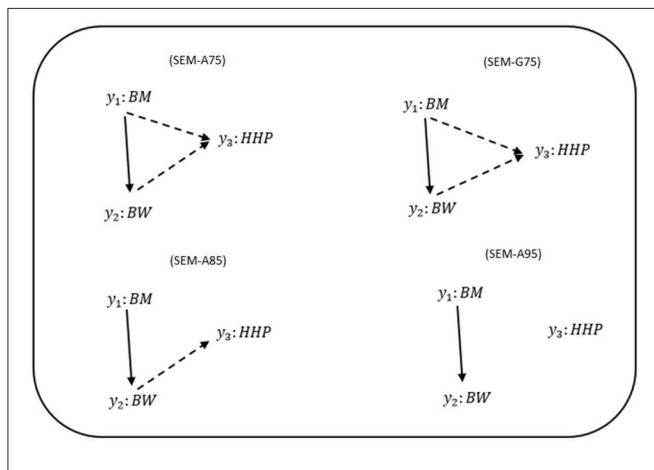 (SEM-A75)
y₁: BM
y₃: HHP
y₂: BW
(SEM-G75)
y₁: BM
y₃: HHP
y₂: BW
(SEM-A85)
y₁: BM
y₃: HHP
y₂: BW
(SEM-A95)
y₁: BM
y₃: HHP
y₂: BW